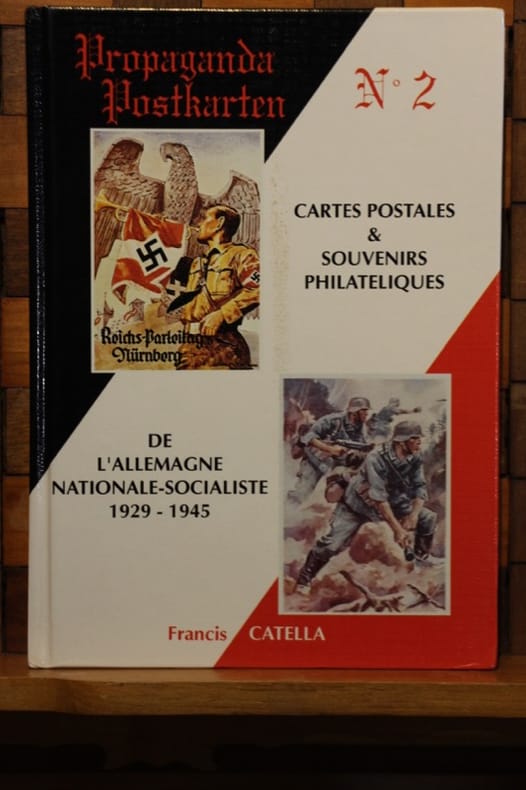 Propaganda
Postkarten
N° 2
CARTES POSTALES
&
SOUVENIRS
PHILATELIQUES
Reichs-Parteitag
Nürnberg
DE
L'ALLEMAGNE
NATIONALE-SOCIALISTE
1929 - 1945
Francis CATELLA